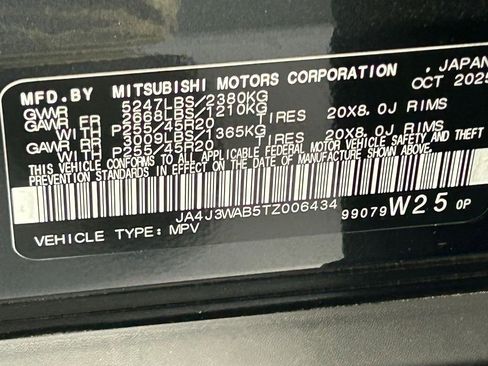 MFD.BY MITSUBISHI MOTORS CORPORATION , JAPAN
GVWR 5247LBS/2380KG OCT 2025
GAWR FR 2668LBS/1210KG
WITH P255/45R20 TIRES 20X8.0J RIMS
GAWR RR 3009LBS/1365KG
WITH P255/45R20 TIRES 20X8.0J RIMS
THIS VEHICLE CONFORMS TO ALL APPLICABLE FEDERAL MOTOR VEHICLE SAFETY, BUMPER, AND THEFT
PREVENTION STANDARDS IN EFFECT ON THE DATE OF MANUFACTURE SHOWN ABOVE.
JA4J3WAB5TZ006434 99079 W25 0P
VEHICLE TYPE: MPV